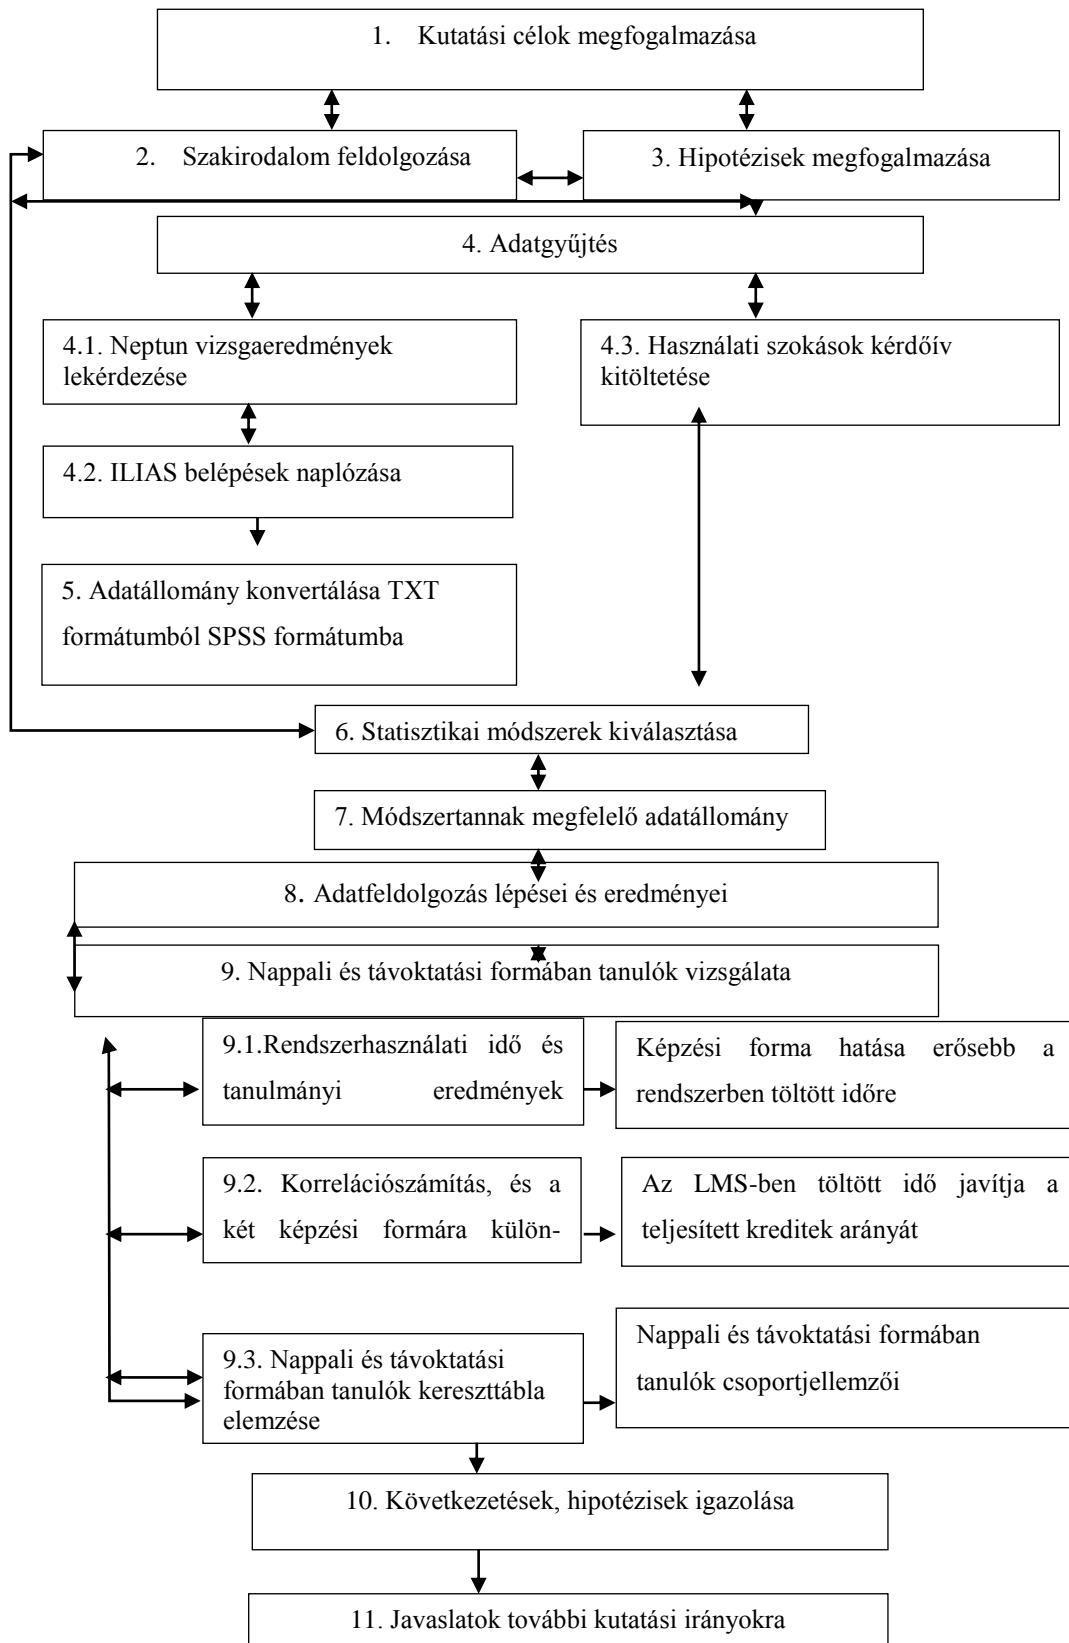 1. Kutatási célok megfogalmazása
2. Szakirodalom feldolgozása
3. Hipotézisek megfogalmazása
4. Adatgyűjtés
4.1. Neptun vizsgaeredmények
lekérdezése
4.3. Használati szokások kérdőív
kitöltetése
4.2. ILIAS belépések naplózása
5. Adatállomány konvertálása TXT
formátumból SPSS formátumba
6. Statisztikai módszerek kiválasztása
7. Módszertannak megfelelő adatállomány
8. Adatfeldolgozás lépései és eredményei
9. Nappali és távoktatási formában tanulók vizsgálata
9.1.Rendszerhasználati idő és
tanulmányi eredmények
Képzési forma hatása erősebb a
rendszerben töltött időre
9.2. Korrelációszámítás, és a
két képzési formára külön-
Az LMS-ben töltött idő javítja a
teljesített kreditek arányát
9.3. Nappali és távoktatási
formában tanulók kereszttábla
elemzése
Nappali és távoktatási formában
tanulók csoportjellemzői
10. Következetések, hipotézisek igazolása
11. Javaslatok további kutatási irányokra